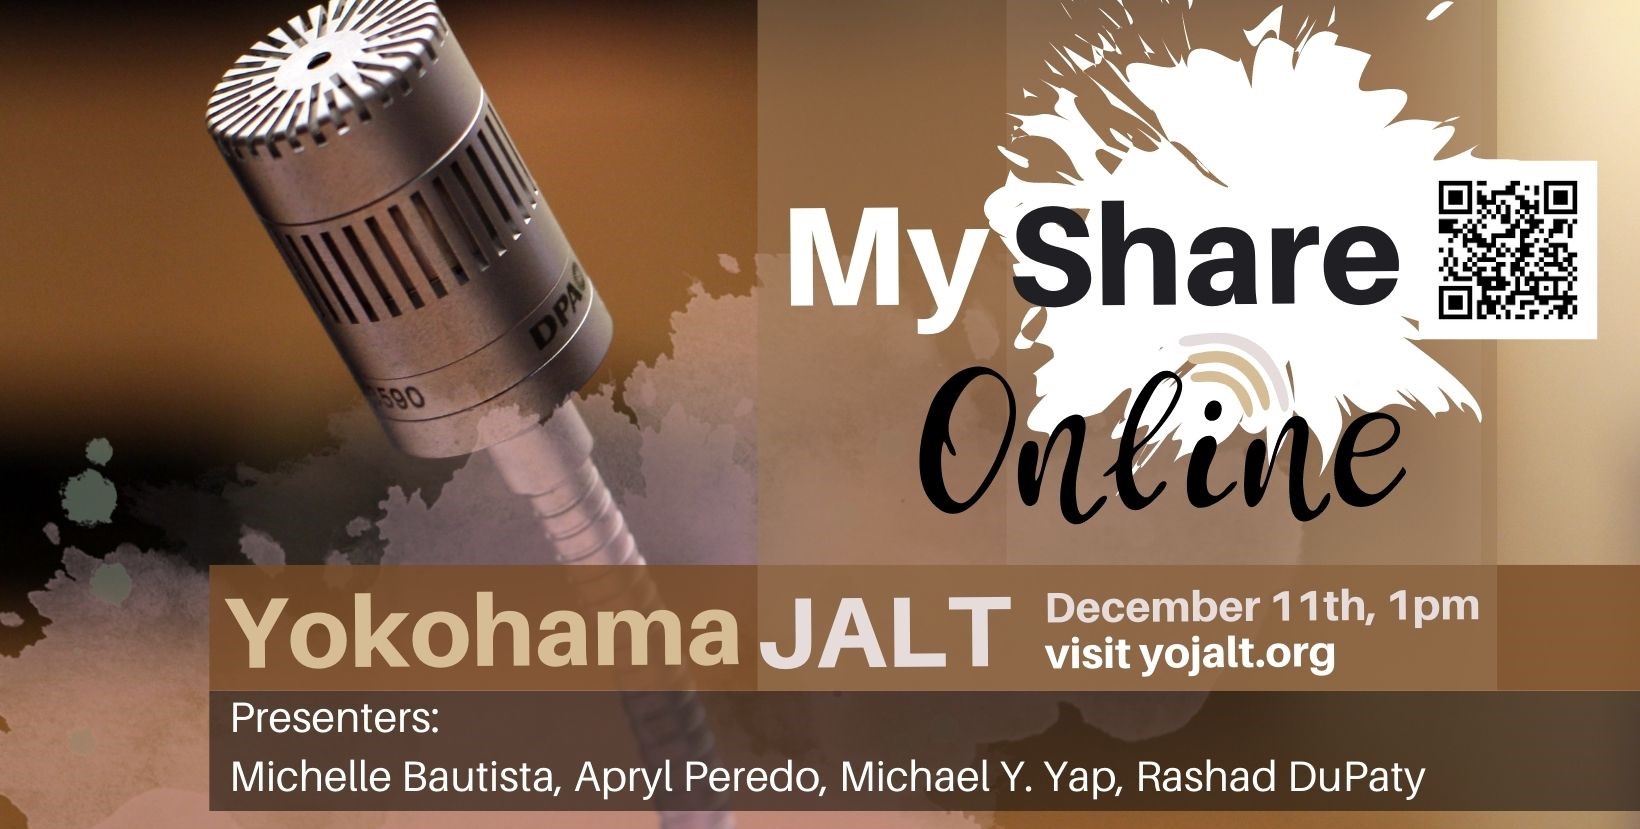 DPA
590
My Share
Online
Yokohama JALT
December 11th, 1pm
visit yojalt.org
Presenters:
Michelle Bautista, Apryl Peredo, Michael Y. Yap, Rashad DuPaty